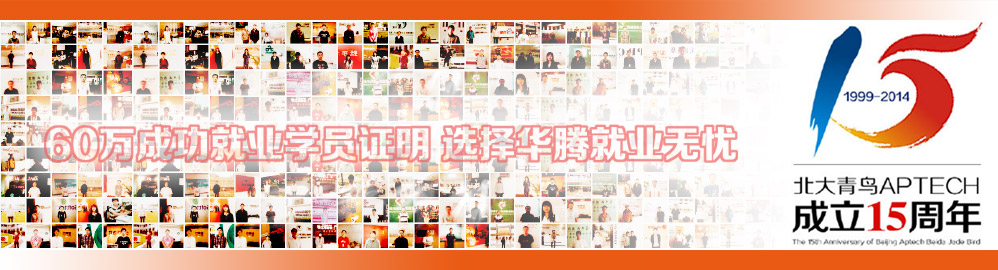 60万成功就业学员证明 选择华腾就业无忧
15
1999-2014
北大青鸟APTECH
成立15周年
The 15th Anniversary of Beijing Aptech Beida Jade Bird